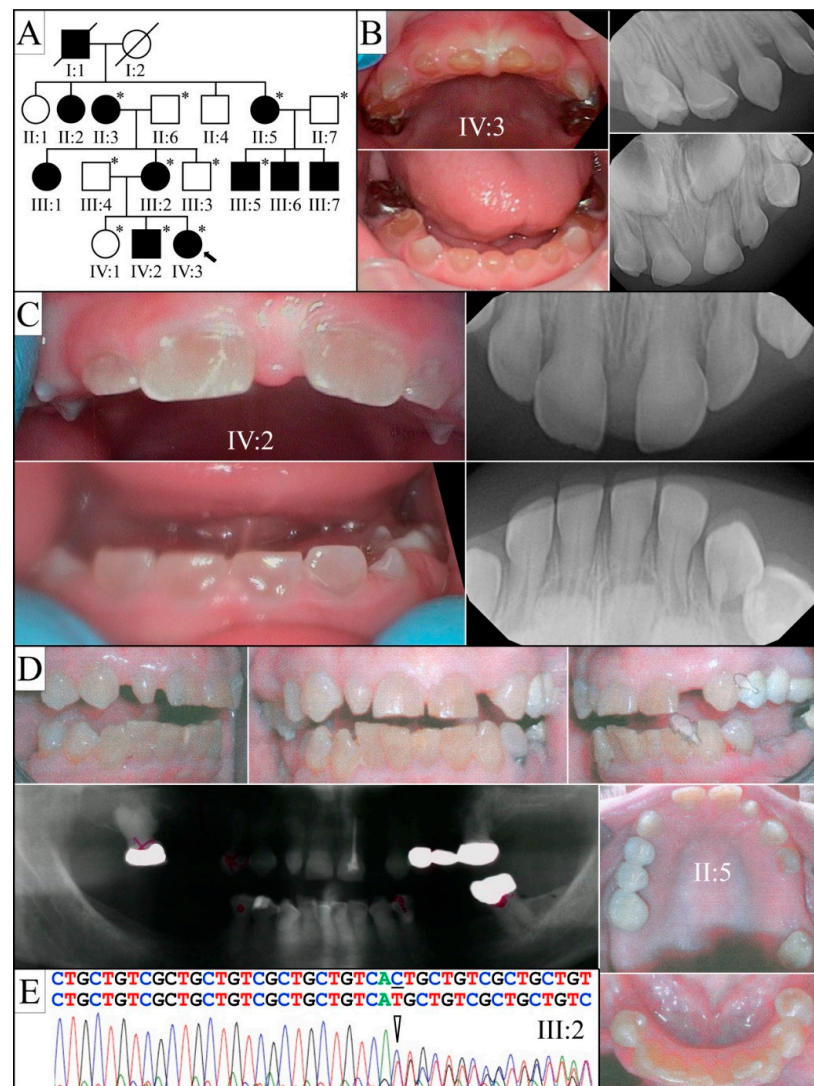 A
I:1
I:2
* * * *
II:1 II:2 II:3 II:6 II:4 II:5 II:7
* * * * *
III:1 III:4 III:2 III:3 III:5 III:6 III:7
* * *
IV:1 IV:2 IV:3
B
IV:3
C
IV:2
D
II:5
E
CTGCTGTCGCTGCTGTCGCTGCTGTCACTGCTGTCGCTGCTGT
CTGCTGTCGCTGCTGTCGCTGCTGTCATGCTGTCGCTGCTGTC
III:2